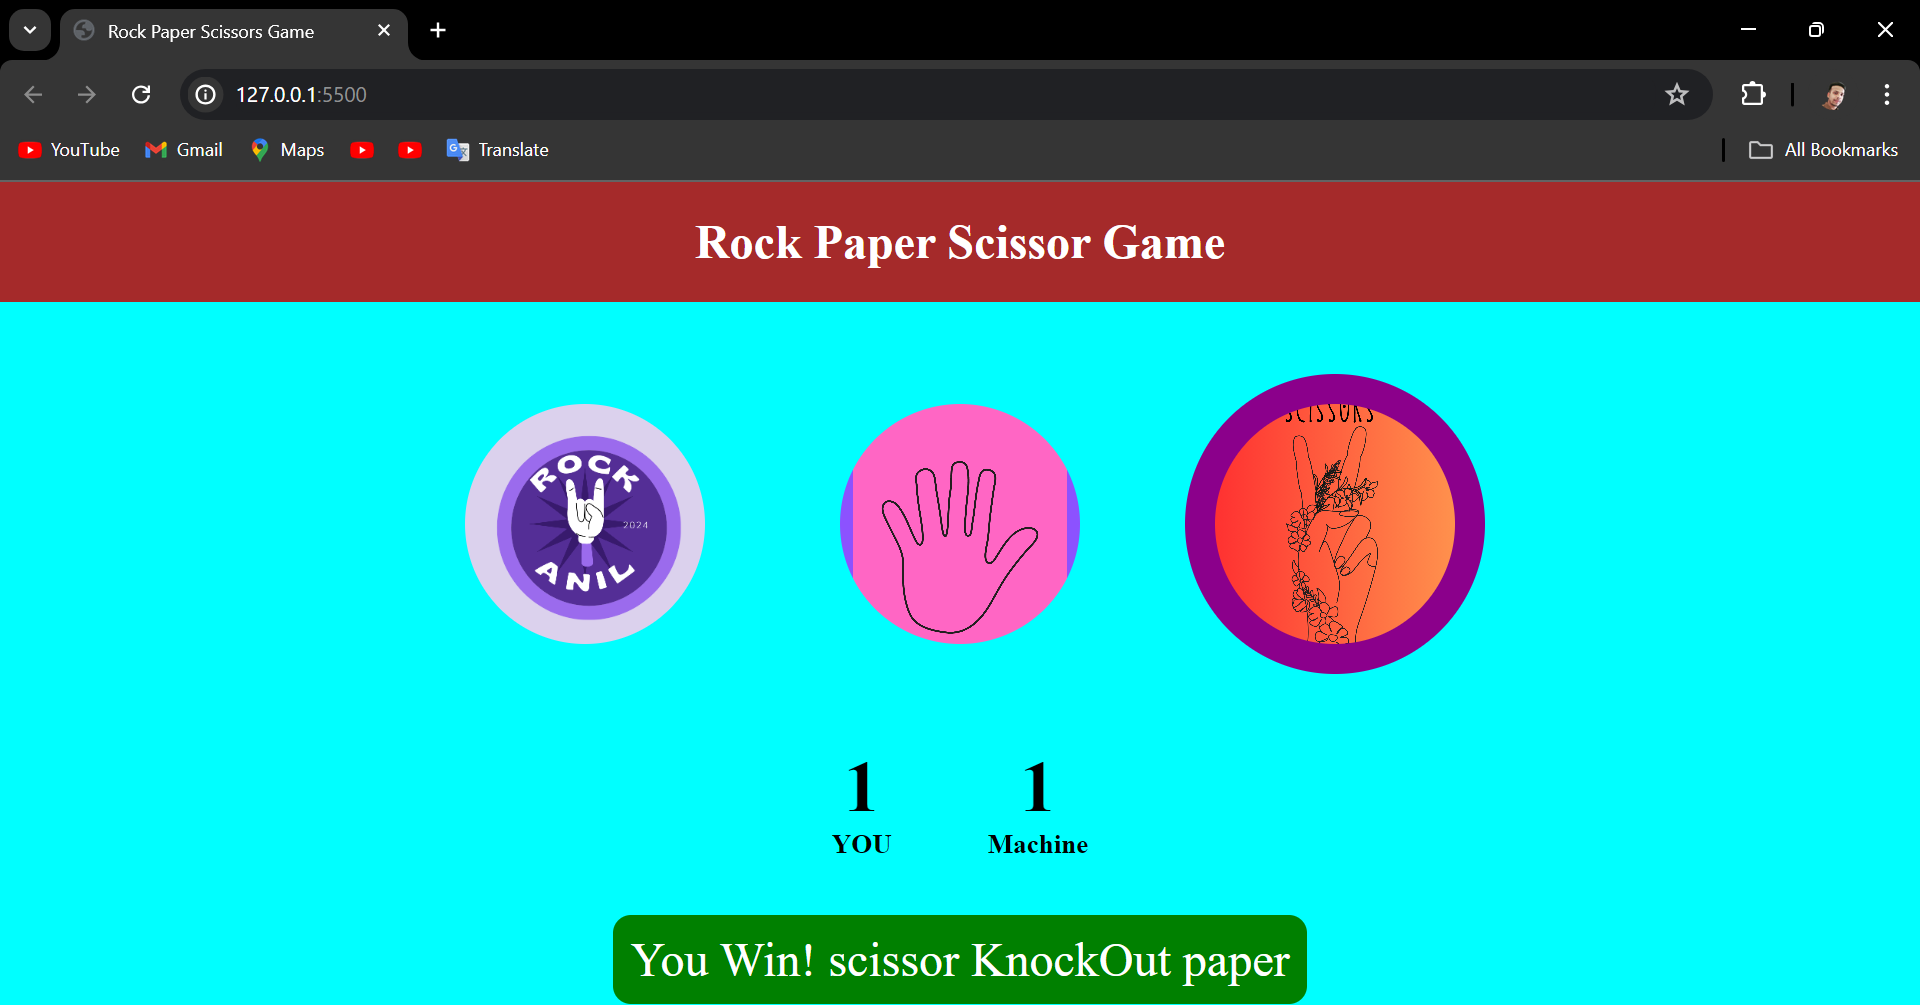 Rock Paper Scissors Game
127.0.0.1:5500
YouTube
Gmail
Maps
Translate
All Bookmarks
Rock Paper Scissor Game
ROCK
2024
ANIL
SCISSORS
1
1
YOU
Machine
You Win! scissor KnockOut paper